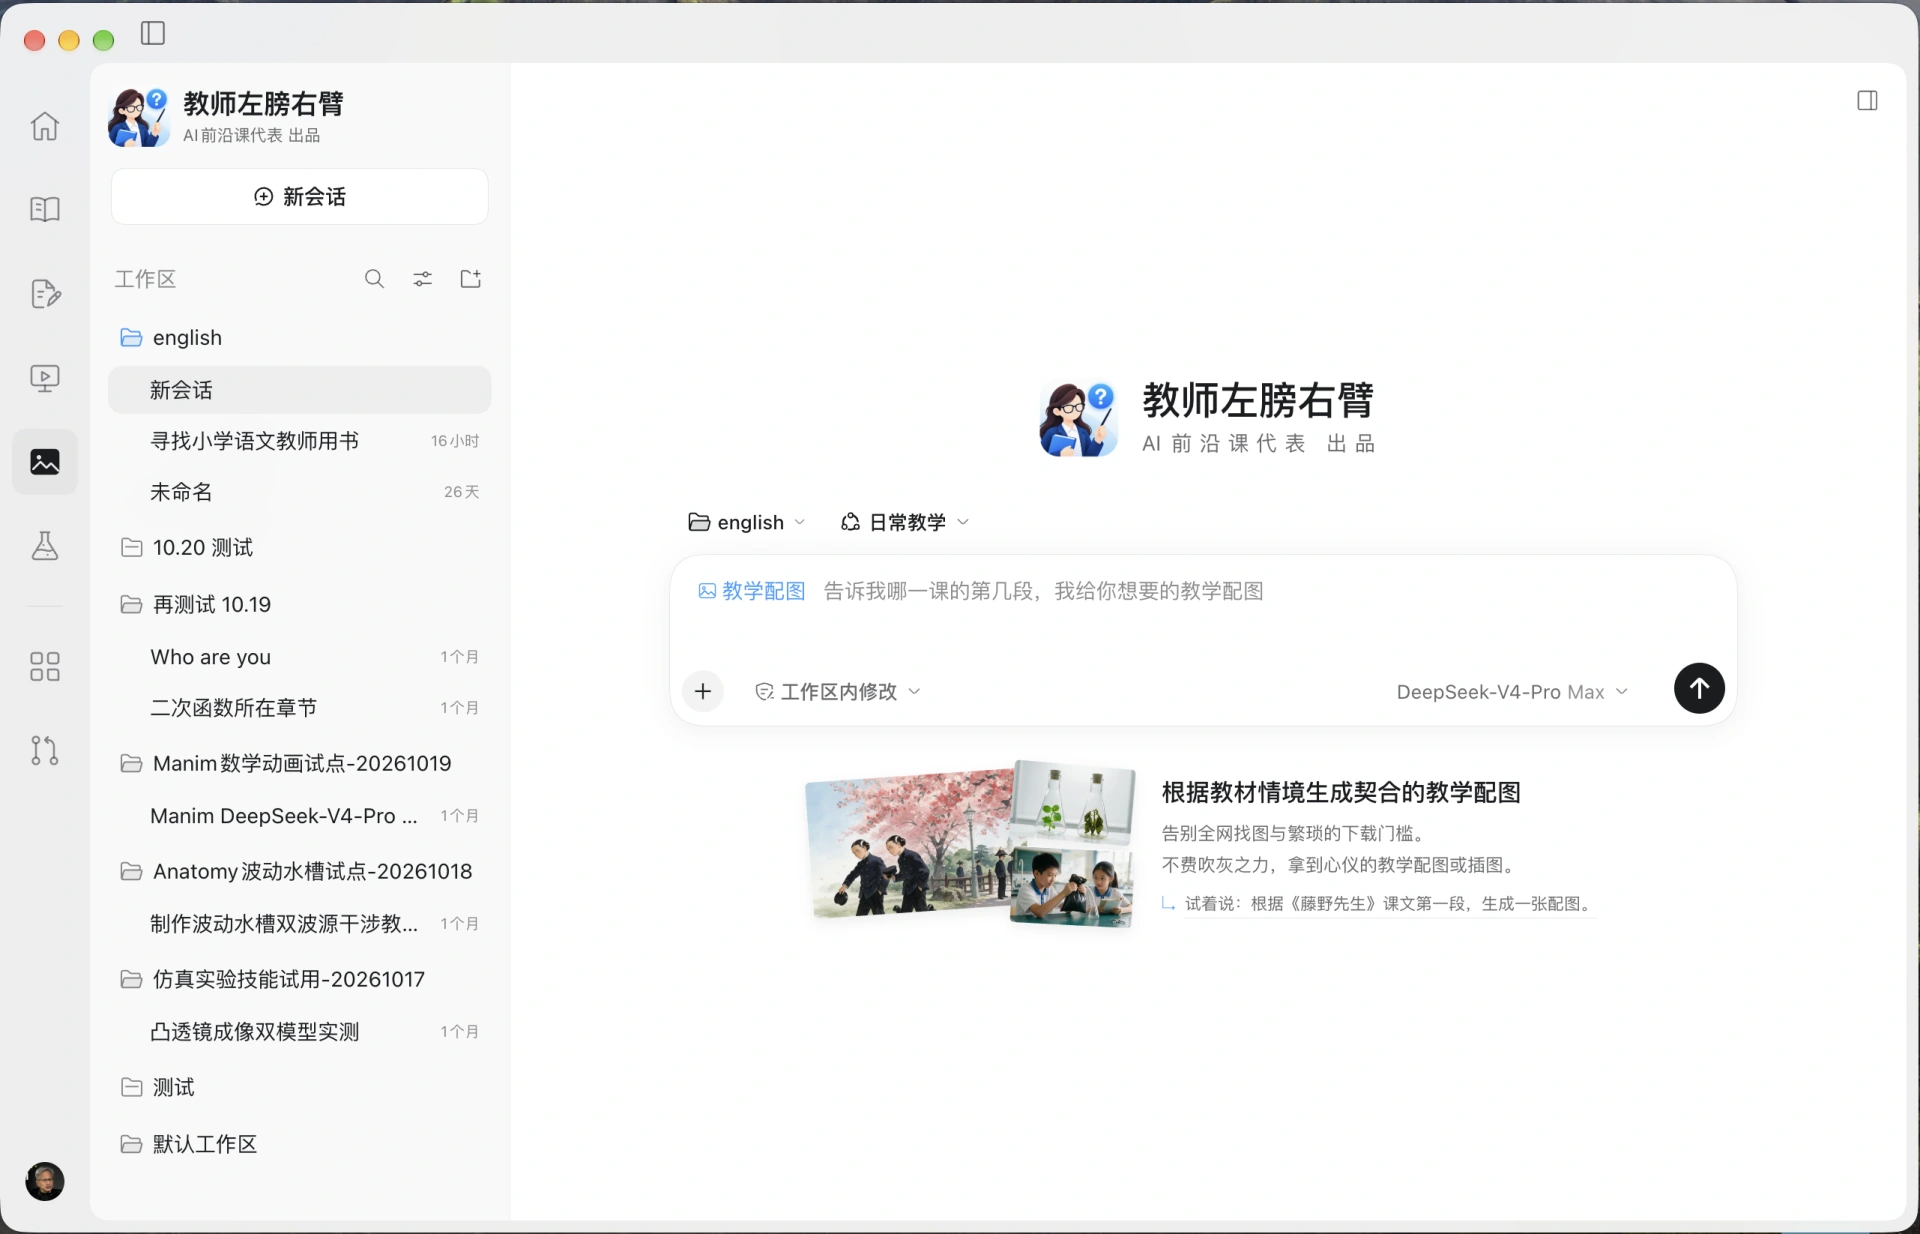 教师左膀右臂
AI前沿课代表 出品
新会话
工作区
english
新会话
寻找小学语文教师用书 16小时
未命名 26天
10.20 测试
再测试 10.19
Who are you 1个月
二次函数所在章节 1个月
Manim数学动画试点-20261019
Manim DeepSeek-V4-Pro ... 1个月
Anatomy波动水槽试点-20261018
制作波动水槽双波源干涉教... 1个月
仿真实验技能试用-20261017
凸透镜成像双模型实测 1个月
测试
默认工作区
教师左膀右臂
AI 前沿课代表 出品
english 日常教学
教学配图 告诉我哪一课的第几段，我给你想要的教学配图
工作区内修改 DeepSeek-V4-Pro Max
根据教材情境生成契合的教学配图
告别全网找图与繁琐的下载门槛。
不费吹灰之力，拿到心仪的教学配图或插图。
试着说：根据《藤野先生》课文第一段，生成一张配图。